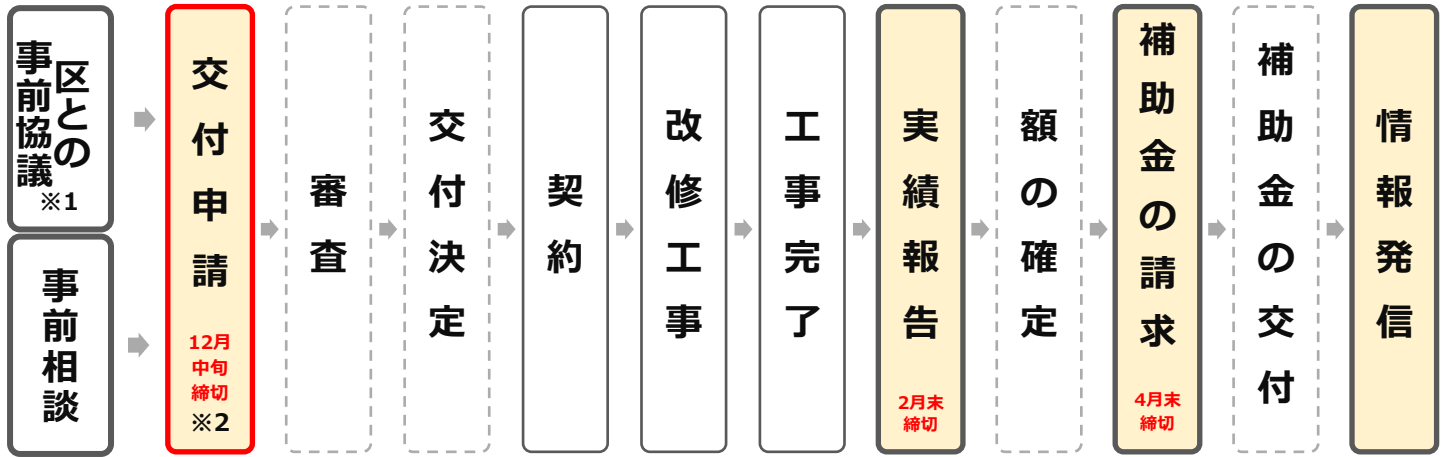 区との
事前協議
※1
事前相談
交付申請
12月
中旬
締切
※2
審査
交付決定
契約
改修工事
工事完了
実績報告
2月末
締切
額の確定
補助金の請求
4月末
締切
補助金の交付
情報発信